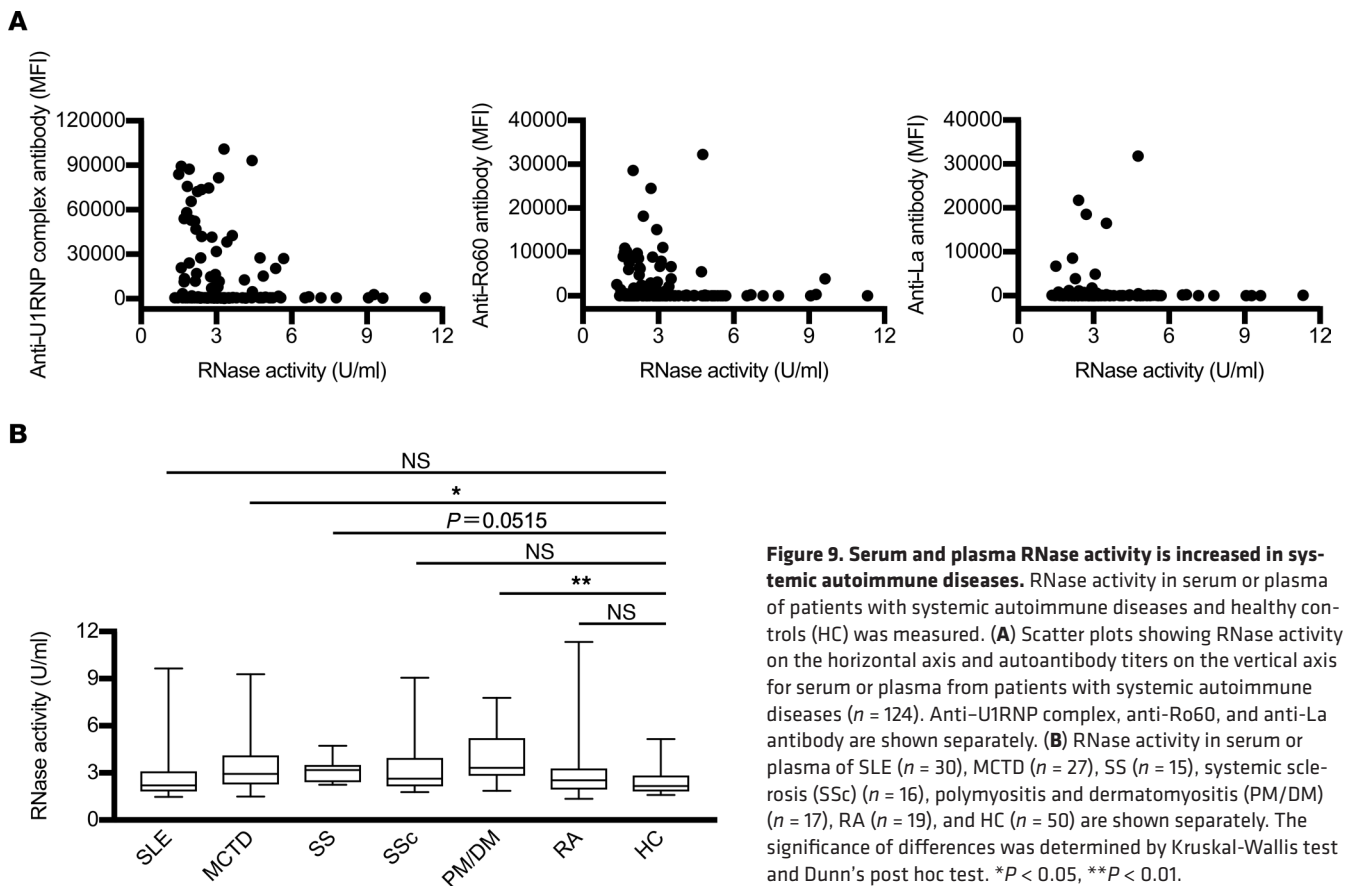 A
Anti-U1RNP complex antibody (MFI)
120000
90000
60000
30000
0
0 3 6 9 12
RNase activity (U/ml)
Anti-Ro60 antibody (MFI)
40000
30000
20000
10000
0
0 3 6 9 12
RNase activity (U/ml)
Anti-La antibody (MFI)
40000
30000
20000
10000
0
0 3 6 9 12
RNase activity (U/ml)
B
NS
*
P=0.0515
NS
**
NS
RNase activity (U/ml)
12
9
6
3
0
SLE MCTD SS SSc PM/DM RA HC
Figure 9. Serum and plasma RNase activity is increased in sys-
temic autoimmune diseases. RNase activity in serum or plasma
of patients with systemic autoimmune diseases and healthy con-
trols (HC) was measured. (A) Scatter plots showing RNase activity
on the horizontal axis and autoantibody titers on the vertical axis
for serum or plasma from patients with systemic autoimmune
diseases (n = 124). Anti–U1RNP complex, anti-Ro60, and anti-La
antibody are shown separately. (B) RNase activity in serum or
plasma of SLE (n = 30), MCTD (n = 27), SS (n = 15), systemic scle-
rosis (SSc) (n = 16), polymyositis and dermatomyositis (PM/DM)
(n = 17), RA (n = 19), and HC (n = 50) are shown separately. The
significance of differences was determined by Kruskal-Wallis test
and Dunn's post hoc test. *P < 0.05, **P < 0.01.